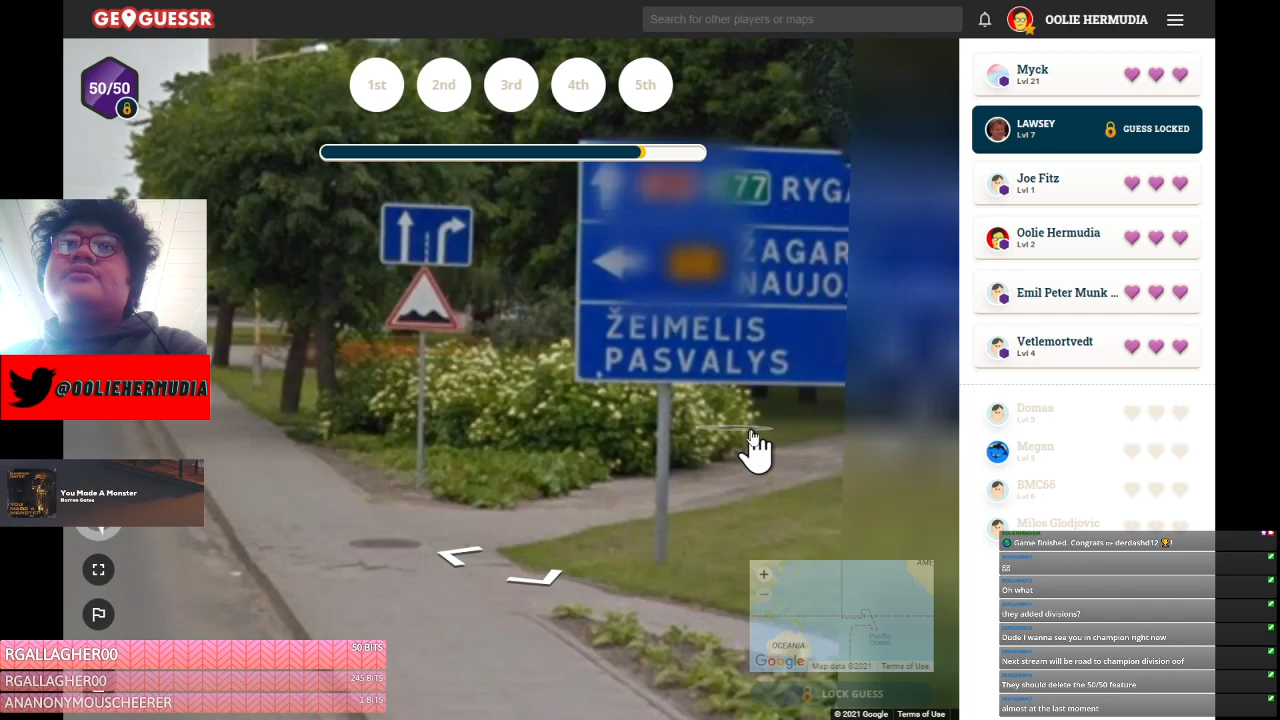 GEOGUESSR
Search for other players or maps
OOLIE HERMUDIA
50/50
1st
2nd
3rd
4th
5th
77 RYGA
ŽAGAR
NAUJO
ŽEIMELIS
PASVALYS
Myck
Lvl 21
LAWSEY
Lvl 7
GUESS LOCKED
Joe Fitz
Lvl 1
Oolie Hermudia
Lvl 2
Emil Peter Munk ...
Vetlemortvedt
Lvl 4
Domas
Lvl 5
Megan
Lvl 5
BMC66
Lvl 6
Milos Glodjovic
@OOLIEHERMUDIA
You Made A Monster
Game finished. Congrats derdashd12 !
gg
Oh what
they added divisions?
Dude I wanna see you in champion right now
Next stream will be road to champion division oof
They should delete the 50/50 feature
almost at the last moment
RGALLAGHER00
50 BITS
RGALLAGHER00
245 BITS
ANANONYMOUSCHEERER
1 BITS
AME
OCEANIA
Pacific
Ocean
Google
Map data ©2021
Terms of Use
LOCK GUESS
© 2021 Google
Terms of Use